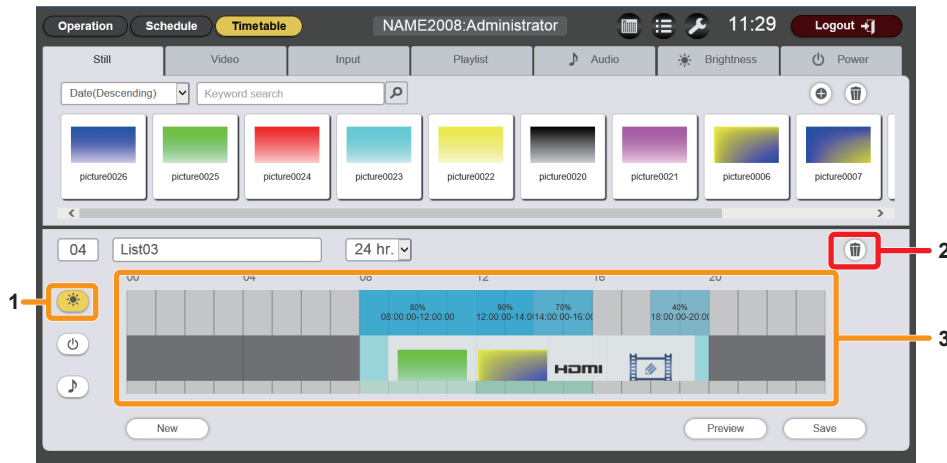 Operation Schedule Timetable NAME2008:Administrator 11:29 Logout
Still Video Input Playlist Audio Brightness Power
Date(Descending) Keyword search
picture0026 picture0025 picture0024 picture0023 picture0022 picture0020 picture0021 picture0006 picture0007
04 List03 24 hr. 2
00 04 08 12 16 20
1
80% 90% 70% 40%
08:00:00-12:00:00 12:00:00-14:0 14:00:00-16:00 18:00:00-20:00
3
HDMI
New Preview Save